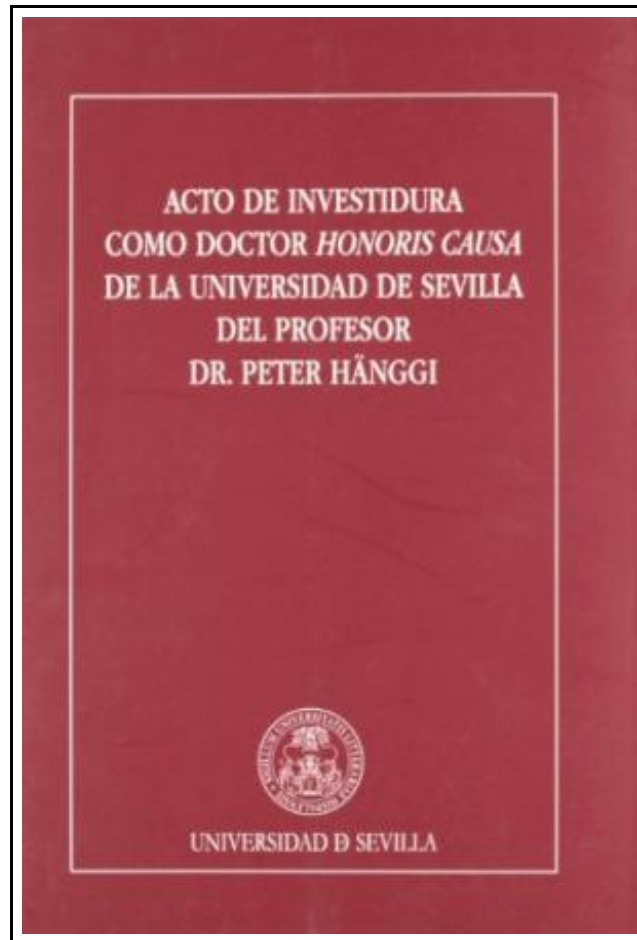 ACTO DE INVESTIDURA
COMO DOCTOR HONORIS CAUSA
DE LA UNIVERSIDAD DE SEVILLA
DEL PROFESOR
DR. PETER HÄNGGI
UNIVERSIDAD D SEVILLA